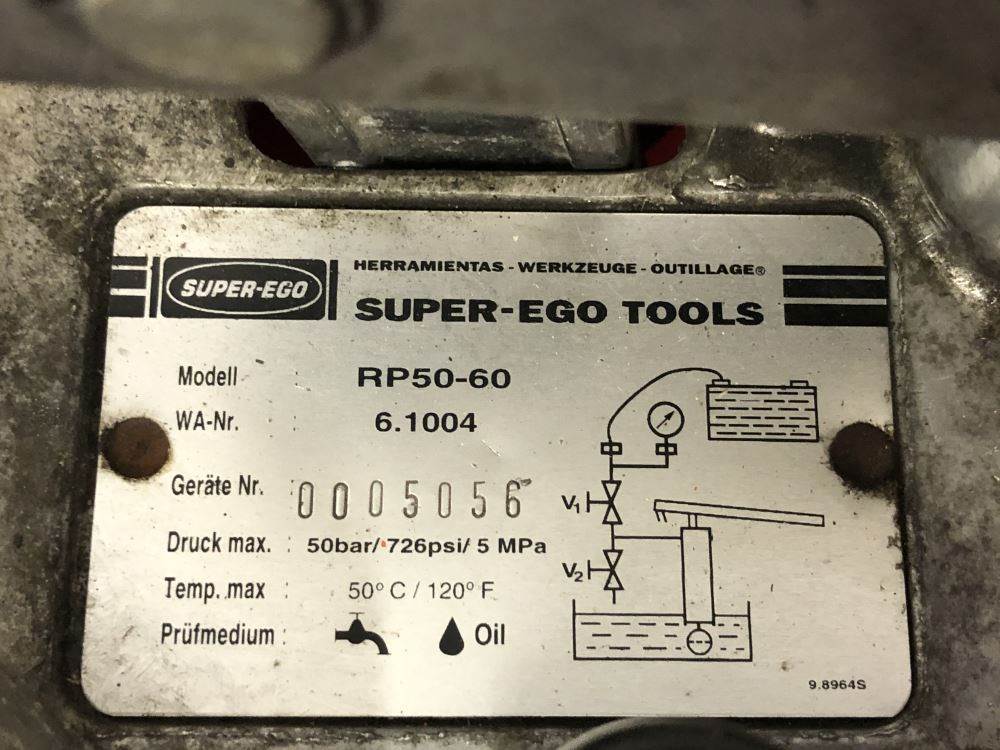 SUPER-EGO
HERRAMIENTAS - WERKZEUGE - OUTILLAGE®
SUPER-EGO TOOLS
Modell RP50-60
WA-Nr. : 6.1004
Geräte Nr. : 0005056
Druck max. : 50bar/ 726psi/ 5 MPa
Temp. max : 50° C / 120° F
Prüfmedium : Oil
V1
V2
9.8964S